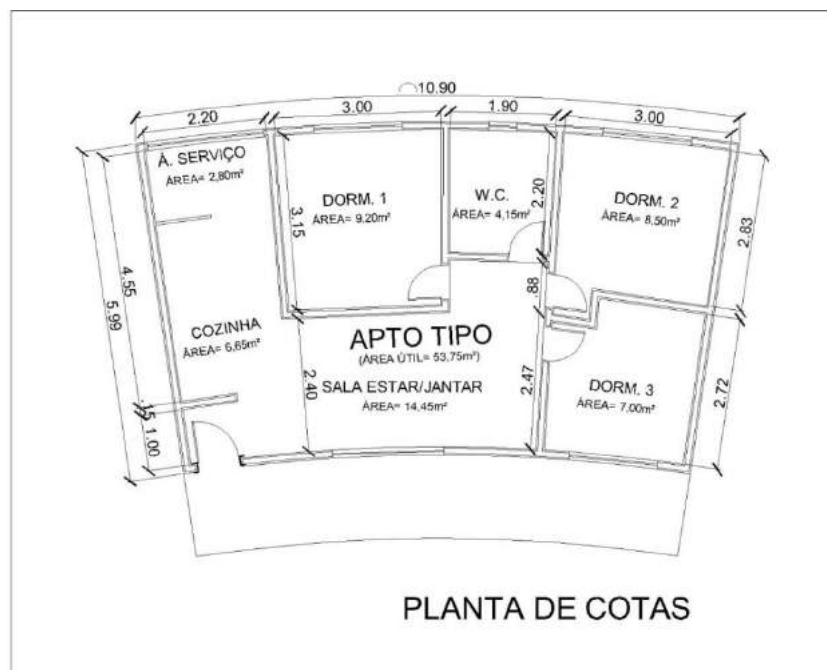 10.90
2.20
3.00
1.90
3.00
Á. SERVIÇO
ÁREA= 2,80m²
DORM. 1
ÁREA= 9,20m²
3.15
W.C.
ÁREA= 4,15m²
2.20
DORM. 2
ÁREA= 8,50m²
2.83
4.55
5.99
.88
COZINHA
ÁREA= 6,65m²
APTO TIPO
(ÁREA ÚTIL= 53,75m²)
SALA ESTAR/JANTAR
ÁREA= 14,45m²
2.40
2.47
DORM. 3
ÁREA= 7,00m²
2.72
.15
1.00
PLANTA DE COTAS